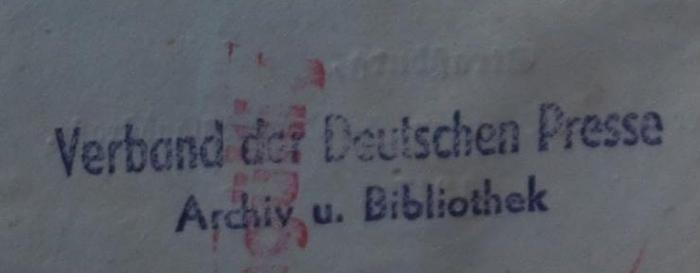 Verband der Deutschen Presse
Archiv u. Bibliothek